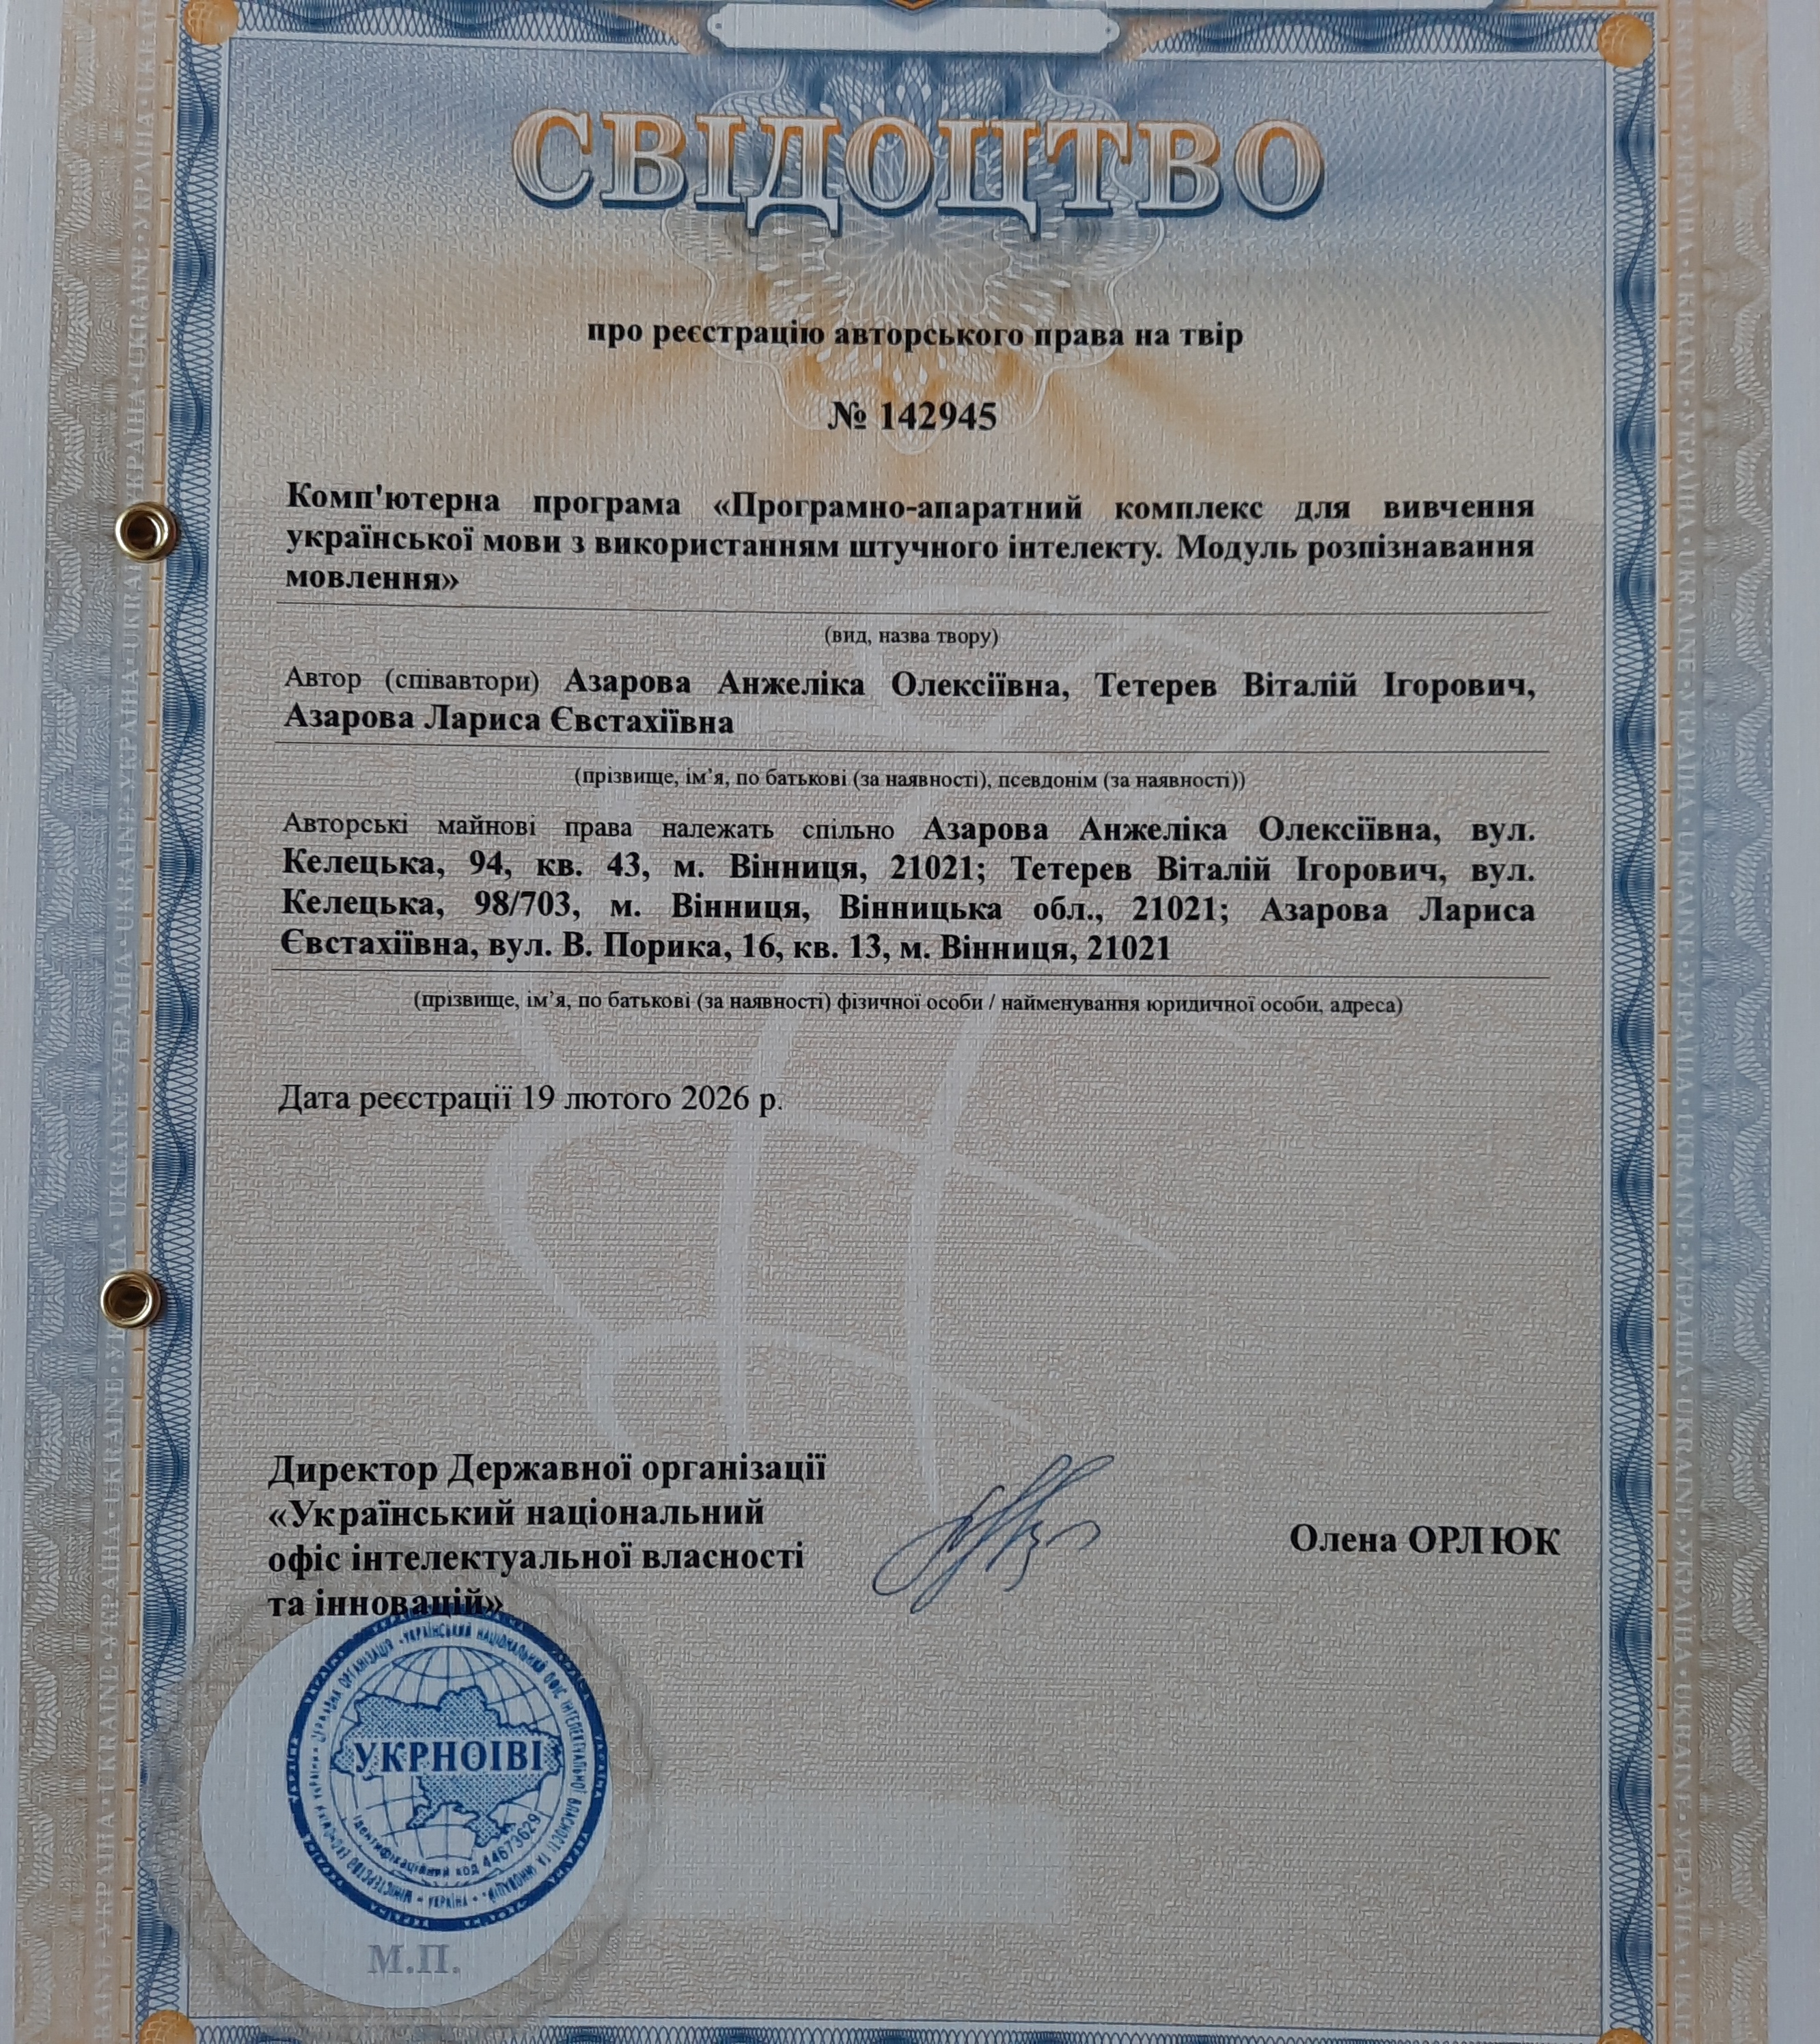 СВІДОЦТВО
про реєстрацію авторського права на твір
№ 142945
Комп'ютерна програма «Програмно-апаратний комплекс для вивчення
української мови з використанням штучного інтелекту. Модуль розпізнавання
мовлення»
(вид, назва твору)
Автор (співавтори) Азарова Анжеліка Олексіївна, Тетерев Віталій Ігорович,
Азарова Лариса Євстахіївна
(прізвище, ім’я, по батькові (за наявності), псевдонім (за наявності))
Авторські майнові права належать спільно Азарова Анжеліка Олексіївна, вул.
Келецька, 94, кв. 43, м. Вінниця, 21021; Тетерев Віталій Ігорович, вул.
Келецька, 98/703, м. Вінниця, Вінницька обл., 21021; Азарова Лариса
Євстахіївна, вул. В. Порика, 16, кв. 13, м. Вінниця, 21021
(прізвище, ім’я, по батькові (за наявності) фізичної особи / найменування юридичної особи, адреса)
Дата реєстрації 19 лютого 2026 р.
Директор Державної організації
«Український національний
офіс інтелектуальної власності
та інновацій»
Олена ОРЛЮК
УКРНОІВІ
ідентифікаційний код 44673629
М.П.